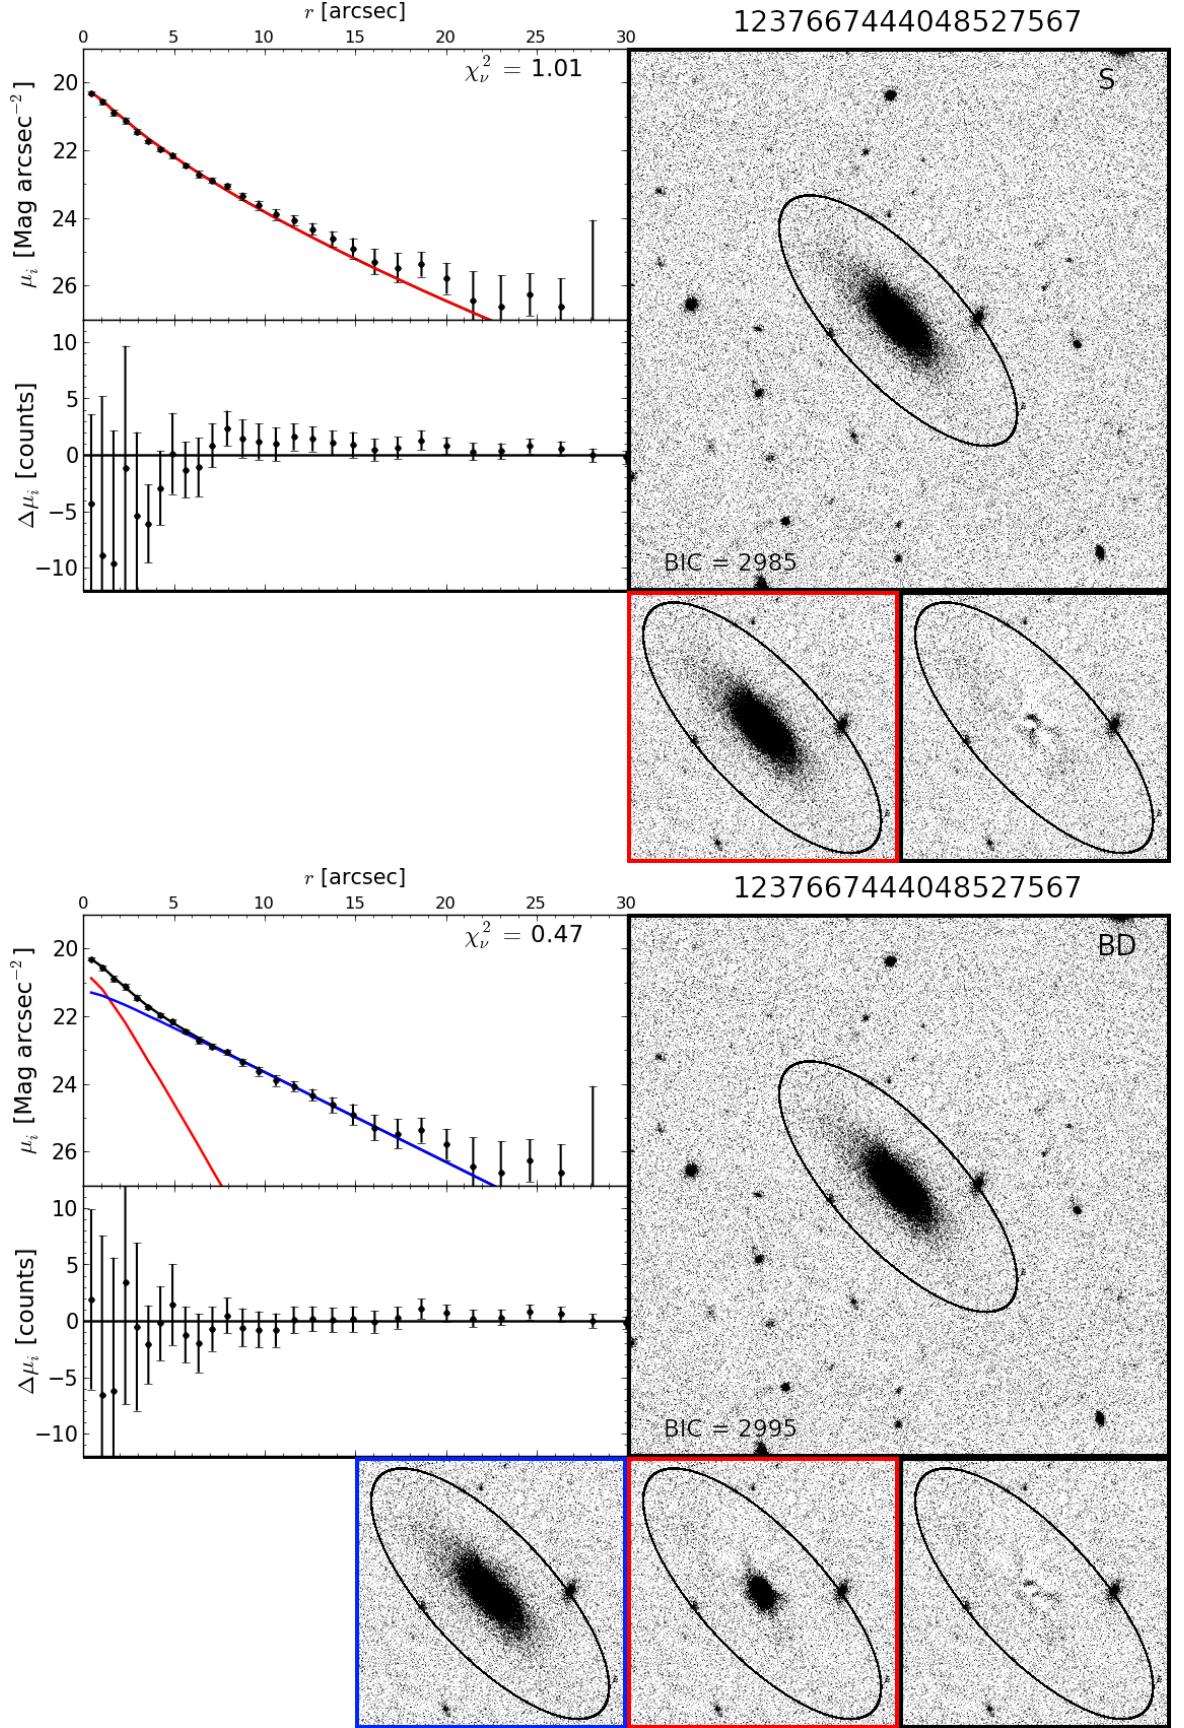 r [arcsec]
1237667444048527567
0 5 10 15 20 25 30
χν² = 1.01
S
20
22
24
26
μi [Mag arcsec−2]
10
5
0
−5
−10
Δμi [counts]
BIC = 2985
r [arcsec]
1237667444048527567
0 5 10 15 20 25 30
χν² = 0.47
BD
20
22
24
26
μi [Mag arcsec−2]
10
5
0
−5
−10
Δμi [counts]
BIC = 2995